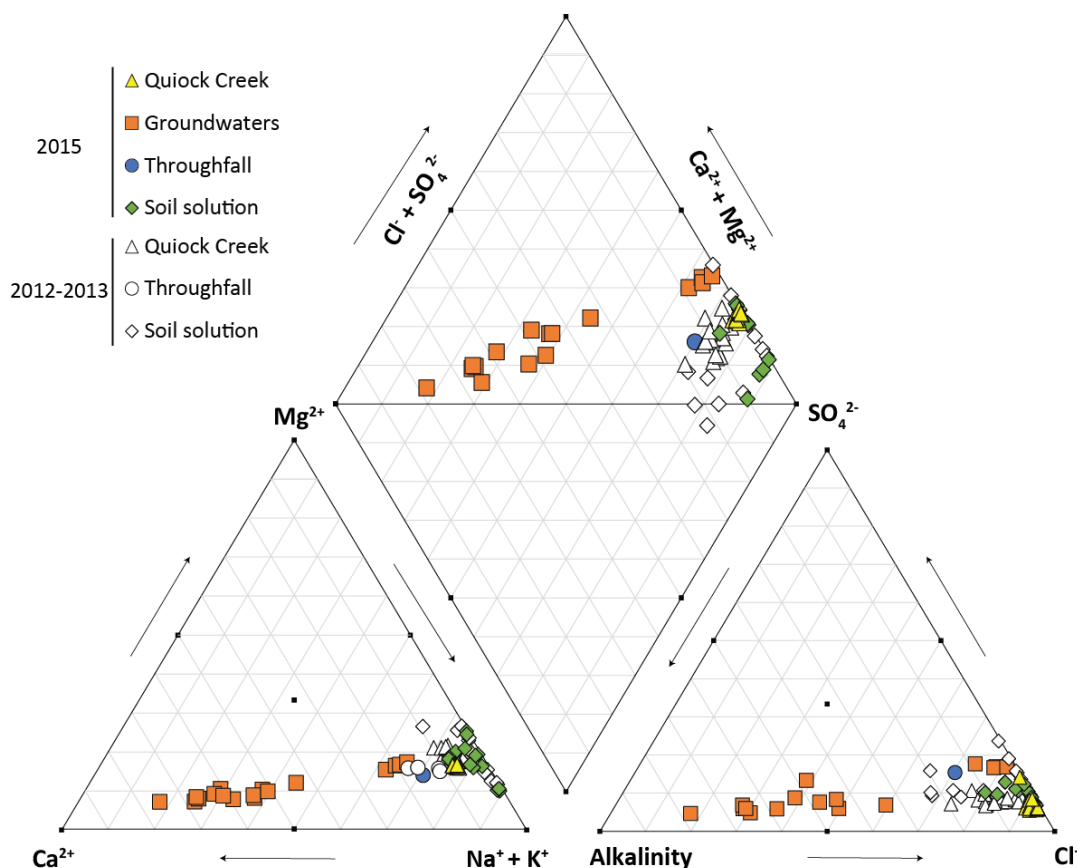 2015
Quiock Creek
Groundwaters
Throughfall
Soil solution
2012-2013
Quiock Creek
Throughfall
Soil solution
Cl⁻ + SO₄²⁻
Ca²⁺ + Mg²⁺
Mg²⁺
SO₄²⁻
Ca²⁺
Na⁺ + K⁺
Alkalinity
Cl⁻